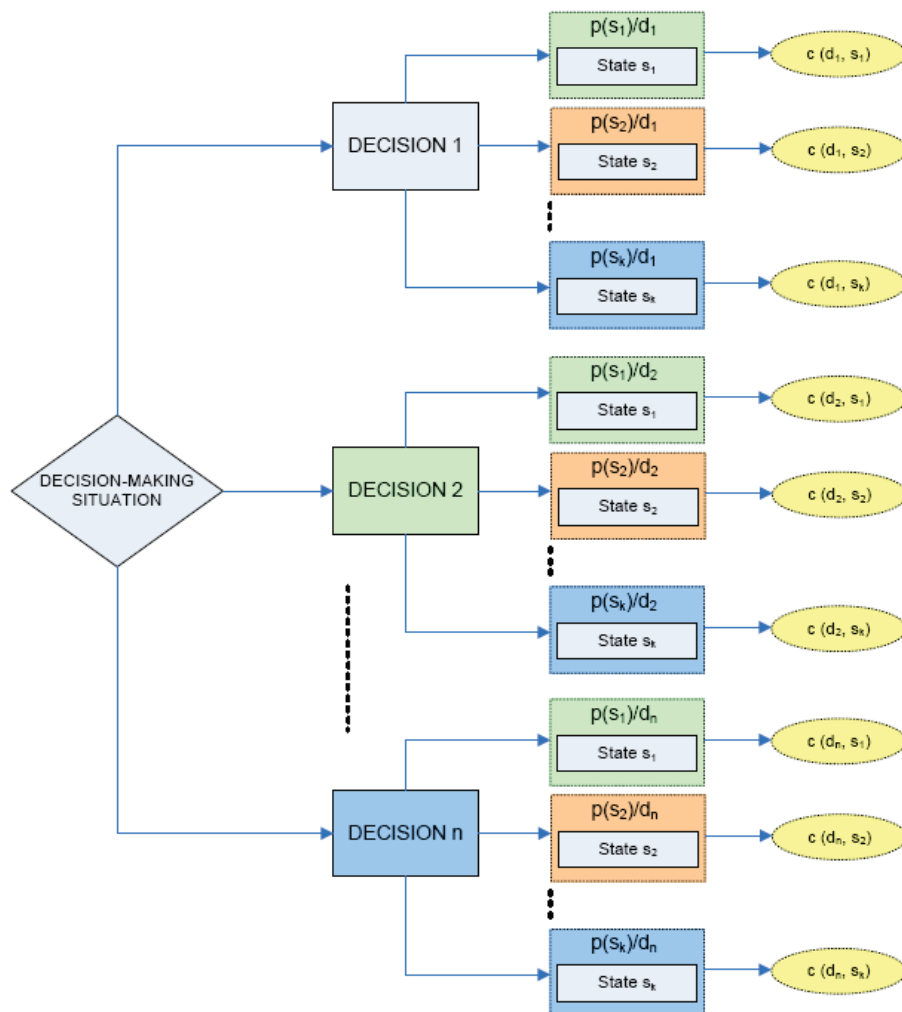 p(s₁)/d₁
State s₁
c (d₁, s₁)
DECISION 1
p(s₂)/d₁
State s₂
c (d₁, s₂)
p(sₖ)/d₁
State sₖ
c (d₁, sₖ)
p(s₁)/d₂
State s₁
c (d₂, s₁)
DECISION-MAKING
SITUATION
DECISION 2
p(s₂)/d₂
State s₂
c (d₂, s₂)
p(sₖ)/d₂
State sₖ
c (d₂, sₖ)
p(s₁)/dₙ
State s₁
c (dₙ, s₁)
DECISION n
p(s₂)/dₙ
State s₂
c (dₙ, s₂)
p(sₖ)/dₙ
State sₖ
c (dₙ, sₖ)